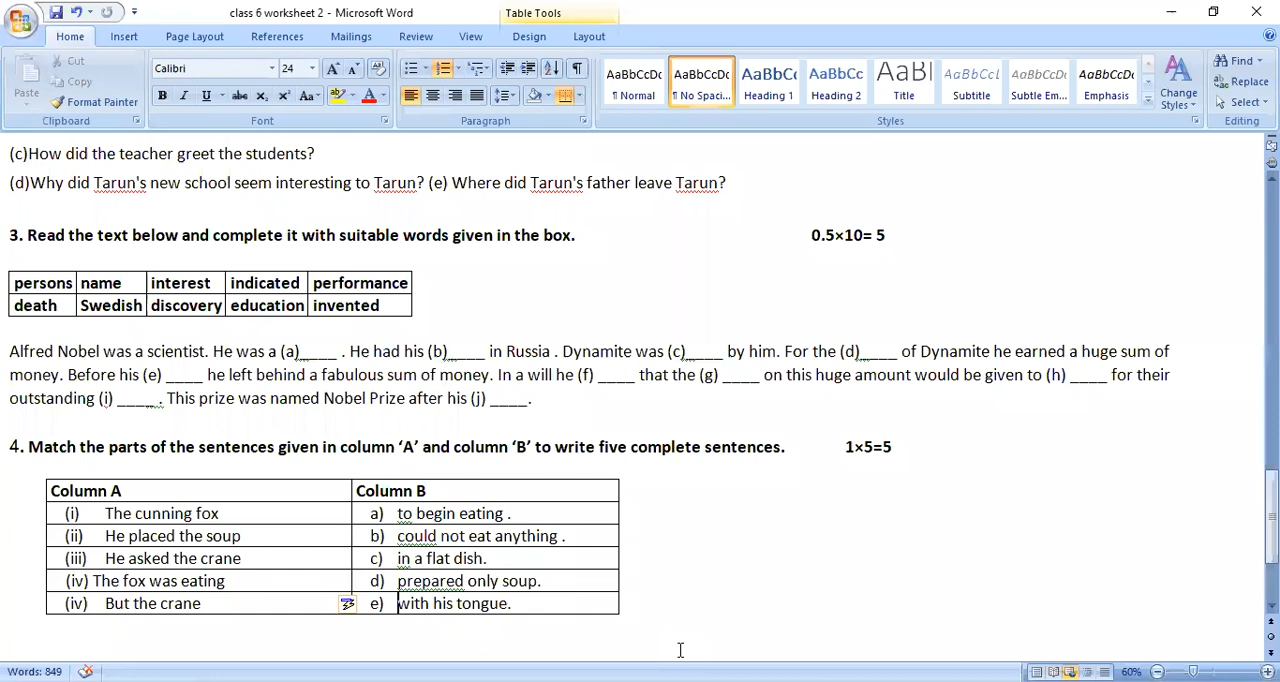 class 6 worksheet 2 - Microsoft Word
Table Tools
Home Insert Page Layout References Mailings Review View Design Layout
Paste
Cut
Copy
Format Painter
Clipboard
Calibri 24
Font
Paragraph
AaBbCcDc AaBbCcDc AaBbCc AaBbCc AaBl AaBbCcL AaBbCcDc AaBbCcDc
¶ Normal ¶ No Spaci... Heading 1 Heading 2 Title Subtitle Subtle Em... Emphasis
Change Styles
Styles
Find
Replace
Select
Editing
(c)How did the teacher greet the students?
(d)Why did Tarun's new school seem interesting to Tarun? (e) Where did Tarun's father leave Tarun?
3. Read the text below and complete it with suitable words given in the box. 0.5×10= 5
persons name interest indicated performance
death Swedish discovery education invented
Alfred Nobel was a scientist. He was a (a)____ . He had his (b)____ in Russia . Dynamite was (c)____ by him. For the (d)____ of Dynamite he earned a huge sum of
money. Before his (e) ____ he left behind a fabulous sum of money. In a will he (f) ____ that the (g) ____ on this huge amount would be given to (h) ____ for their
outstanding (i) ____ . This prize was named Nobel Prize after his (j) ____.
4. Match the parts of the sentences given in column ‘A’ and column ‘B’ to write five complete sentences. 1×5=5
Column A Column B
(i) The cunning fox a) to begin eating .
(ii) He placed the soup b) could not eat anything .
(iii) He asked the crane c) in a flat dish.
(iv) The fox was eating d) prepared only soup.
(iv) But the crane e) with his tongue.
Words: 849
60%